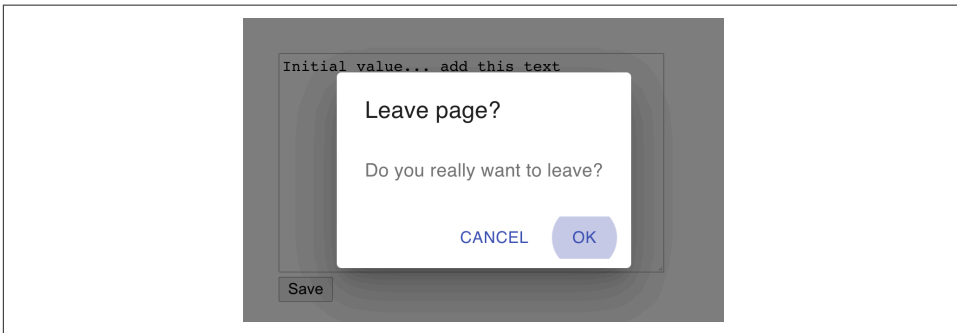 Initial value... add this text
Leave page?
Do you really want to leave?
CANCEL OK
Save